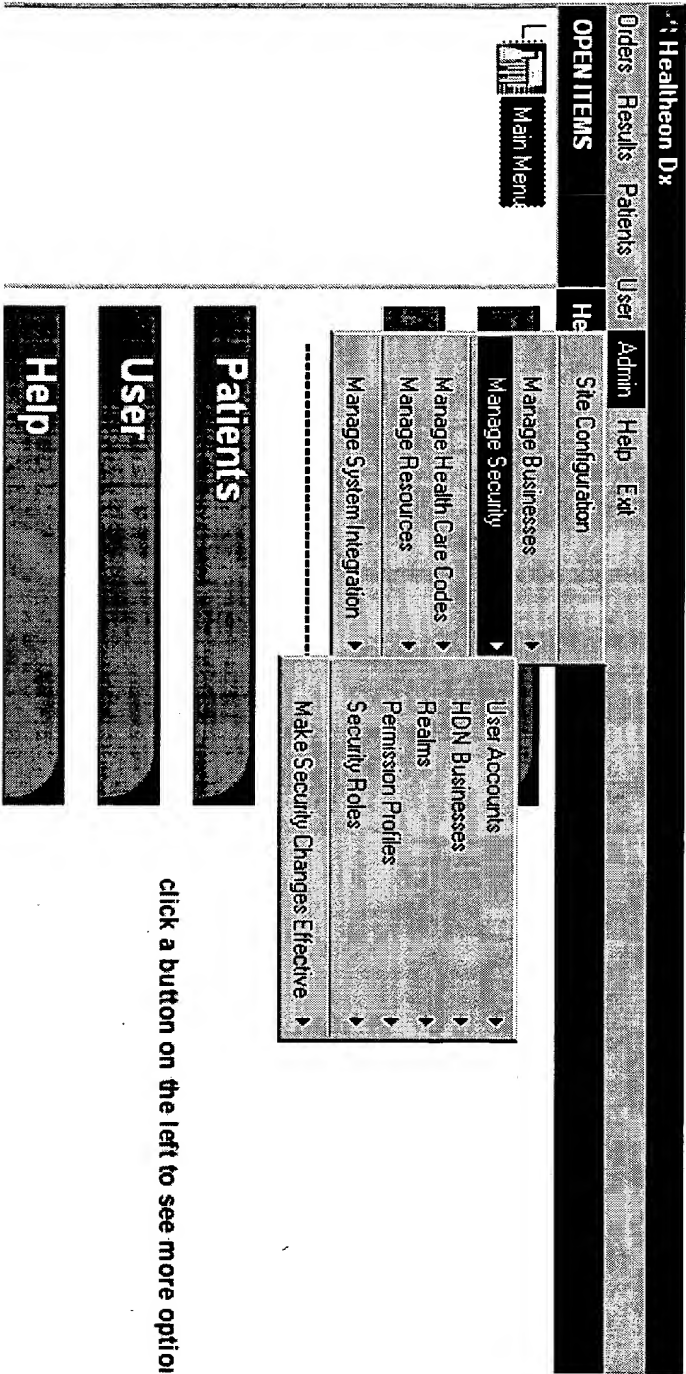 Healtheon Dx
Orders Results Patients User Admin Help Exit
OPEN ITEMS
He
Main Menu
Site Configuration
Manage Businesses
Manage Security
Manage Health Care Codes
Manage Resources
Manage System Integration
User Accounts
HDN Businesses
Realms
Permission Profiles
Security Roles
Make Security Changes Effective
Patients
User
Help
click a button on the left to see more option